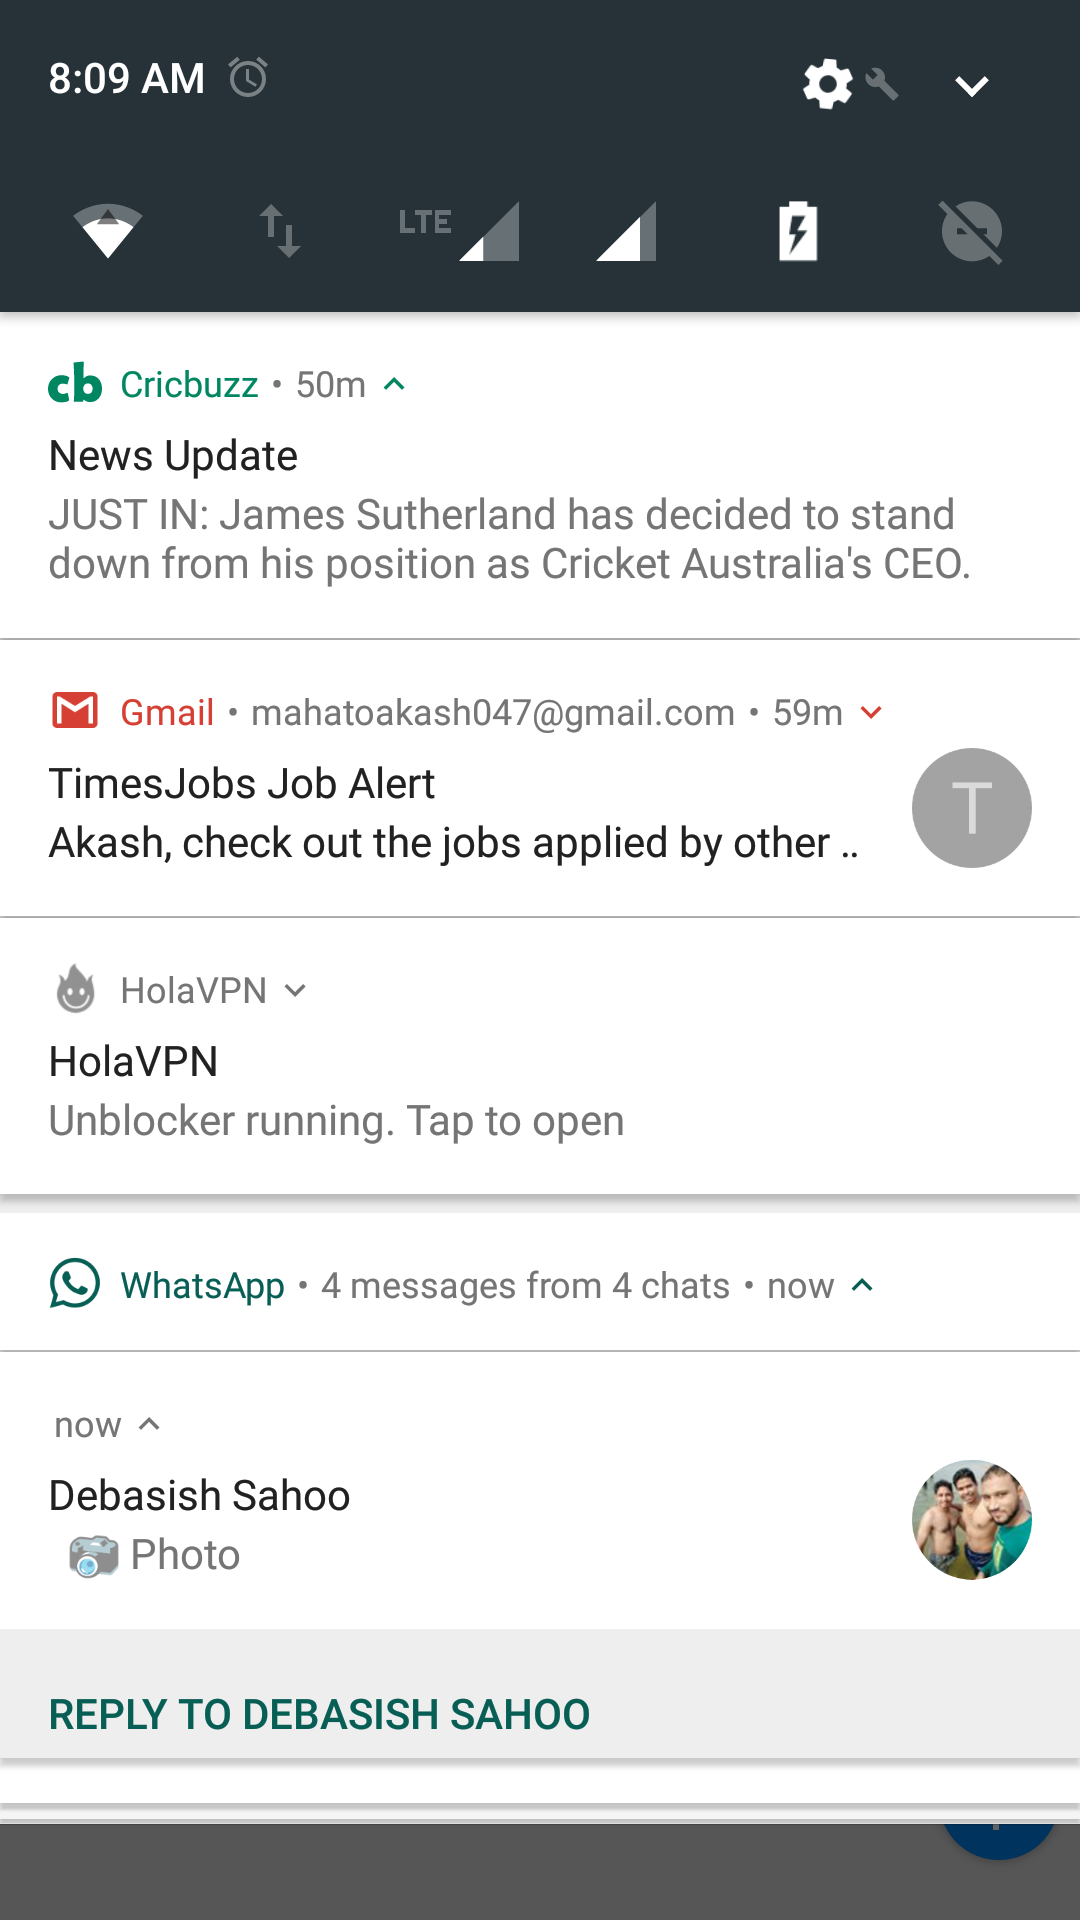 8:09 AM
LTE
cb Cricbuzz • 50m
News Update
JUST IN: James Sutherland has decided to stand
down from his position as Cricket Australia's CEO.
Gmail • mahatoakash047@gmail.com • 59m
TimesJobs Job Alert
T
Akash, check out the jobs applied by other ..
HolaVPN
HolaVPN
Unblocker running. Tap to open
WhatsApp • 4 messages from 4 chats • now
now
Debasish Sahoo
Photo
REPLY TO DEBASISH SAHOO